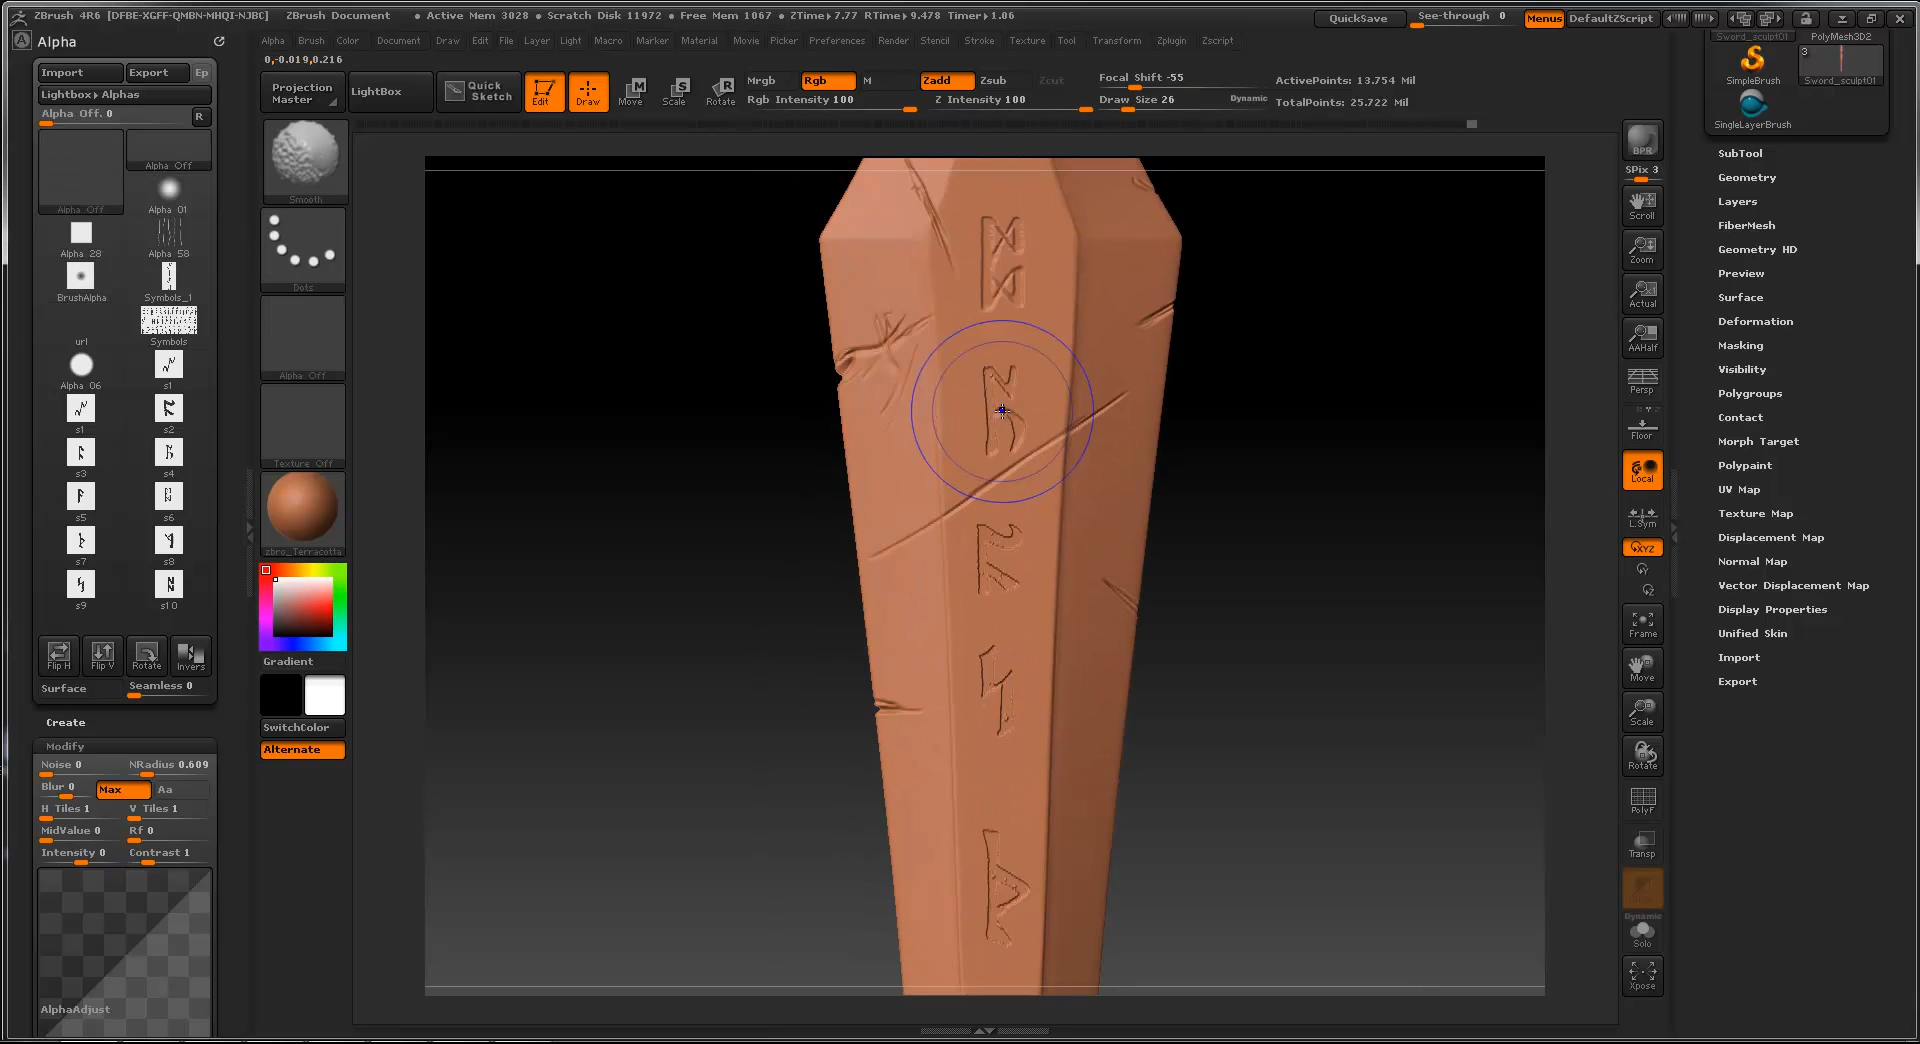 ZBrush 4R6 [DFBE-XGFF-QMBN-MHQI-NJBC] ZBrush Document • Active Mem 3028 • Scratch Disk 11972 • Free Mem 1067 • ZTime▸7.77 RTime▸9.478 Timer▸1.06
QuickSave See-through 0 Menus DefaultZScript
Alpha
Alpha Brush Color Document Draw Edit File Layer Light Macro Marker Material Movie Picker Preferences Render Stencil Stroke Texture Tool Transform Zplugin Zscript
0,-0.019,0.216
Import Export Ep
Lightbox▸Alphas
Alpha Off. 0 R
Alpha Off
Alpha Off
Alpha 01
Alpha 28
Alpha 58
BrushAlpha
Symbols_1
url
Symbols
Alpha 06
s1
s1
s2
s3
s4
s5
s6
s7
s8
s9
s10
Flip H Flip V Rotate Invers
Surface Seamless 0
Create
Modify
Noise 0 NRadius 0.609
Blur 0 Max Aa
H Tiles 1 V Tiles 1
MidValue 0 Rf 0
Intensity 0 Contrast 1
AlphaAdjust
Projection Master
LightBox
Quick Sketch
Edit Draw Move Scale Rotate
Mrgb Rgb M Zadd Zsub Zcut
Rgb Intensity 100 Z Intensity 100
Focal Shift -55
Draw Size 26 Dynamic
ActivePoints: 13.754 Mil
TotalPoints: 25.722 Mil
Smooth
Dots
Alpha Off
Texture Off
zbro_Terracotta
Gradient
SwitchColor
Alternate
BPR
SPix 3
Scroll
Zoom
Actual
AAHalf
Persp
Floor
Local
L.Sym
XYZ
Frame
Move
Scale
Rotate
PolyF
Transp
Dynamic
Solo
Xpose
Sword_sculpt01 PolyMesh3D2
SimpleBrush
3
Sword_sculpt01
SingleLayerBrush
SubTool
Geometry
Layers
FiberMesh
Geometry HD
Preview
Surface
Deformation
Masking
Visibility
Polygroups
Contact
Morph Target
Polypaint
UV Map
Texture Map
Displacement Map
Normal Map
Vector Displacement Map
Display Properties
Unified Skin
Import
Export